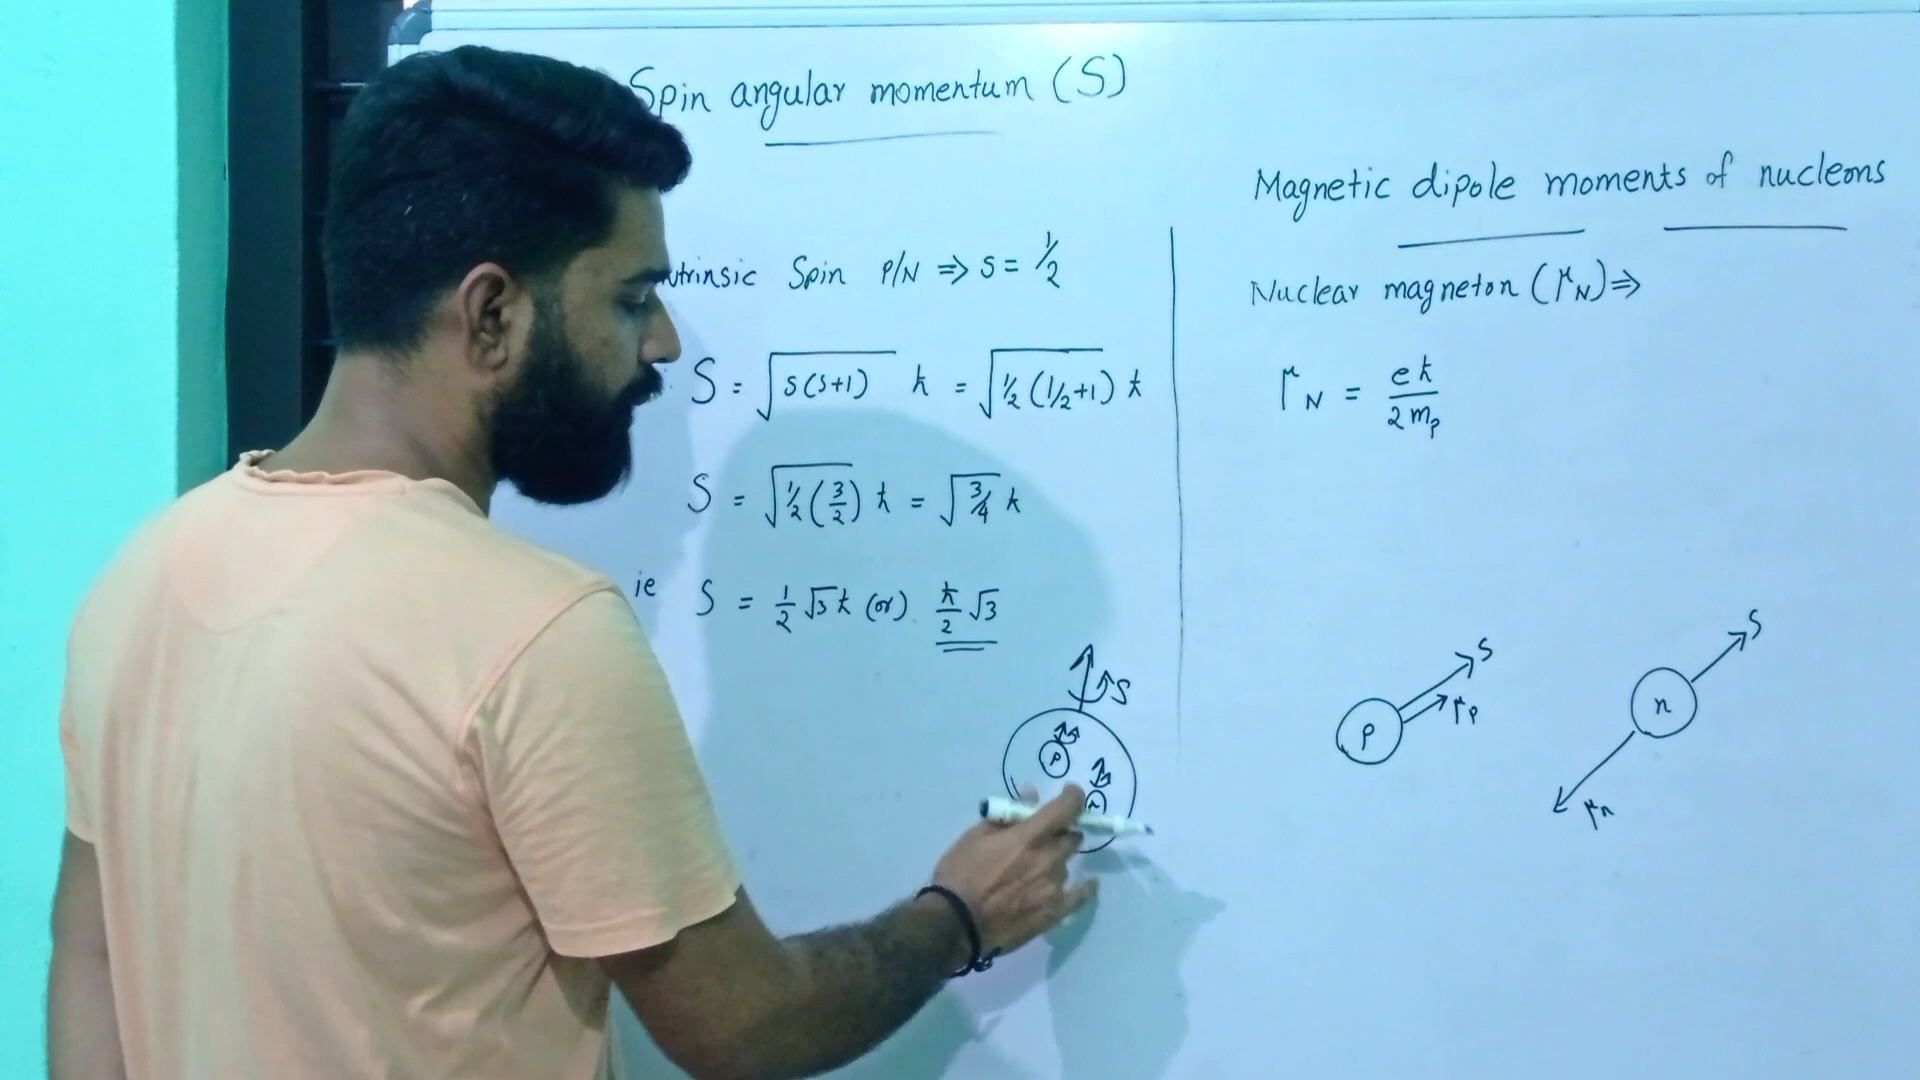 Spin angular momentum (S)
ntrinsic Spin P/N ⇒ s = 1/2
S = √s(s+1) ħ = √1/2 (1/2+1) ħ
S = √1/2 (3/2) ħ = √3/4 ħ
ie S = 1/2 √3 ħ (or) ħ/2 √3
S
P
n
Magnetic dipole moments of nucleons
Nuclear magneton (μN) ⇒
μN = eħ/2mp
P
S
μP
n
S
μn